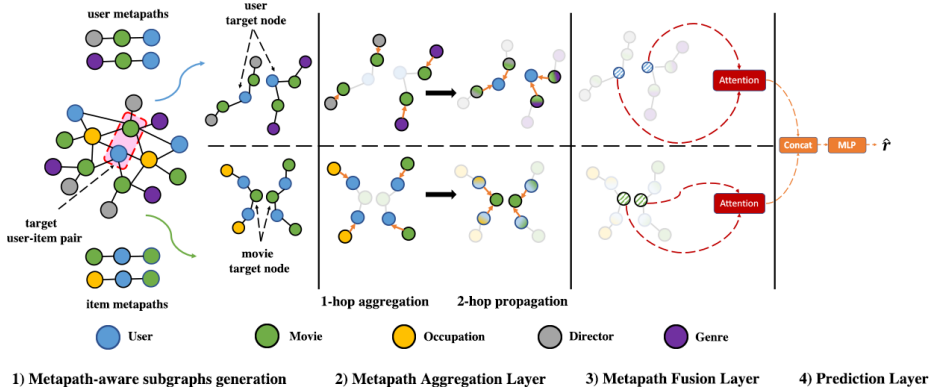 user metapaths
user
target node
target
user-item pair
item metapaths
movie
target node
1-hop aggregation
2-hop propagation
Attention
Attention
Concat
MLP
r̂
User
Movie
Occupation
Director
Genre
1) Metapath-aware subgraphs generation
2) Metapath Aggregation Layer
3) Metapath Fusion Layer
4) Prediction Layer